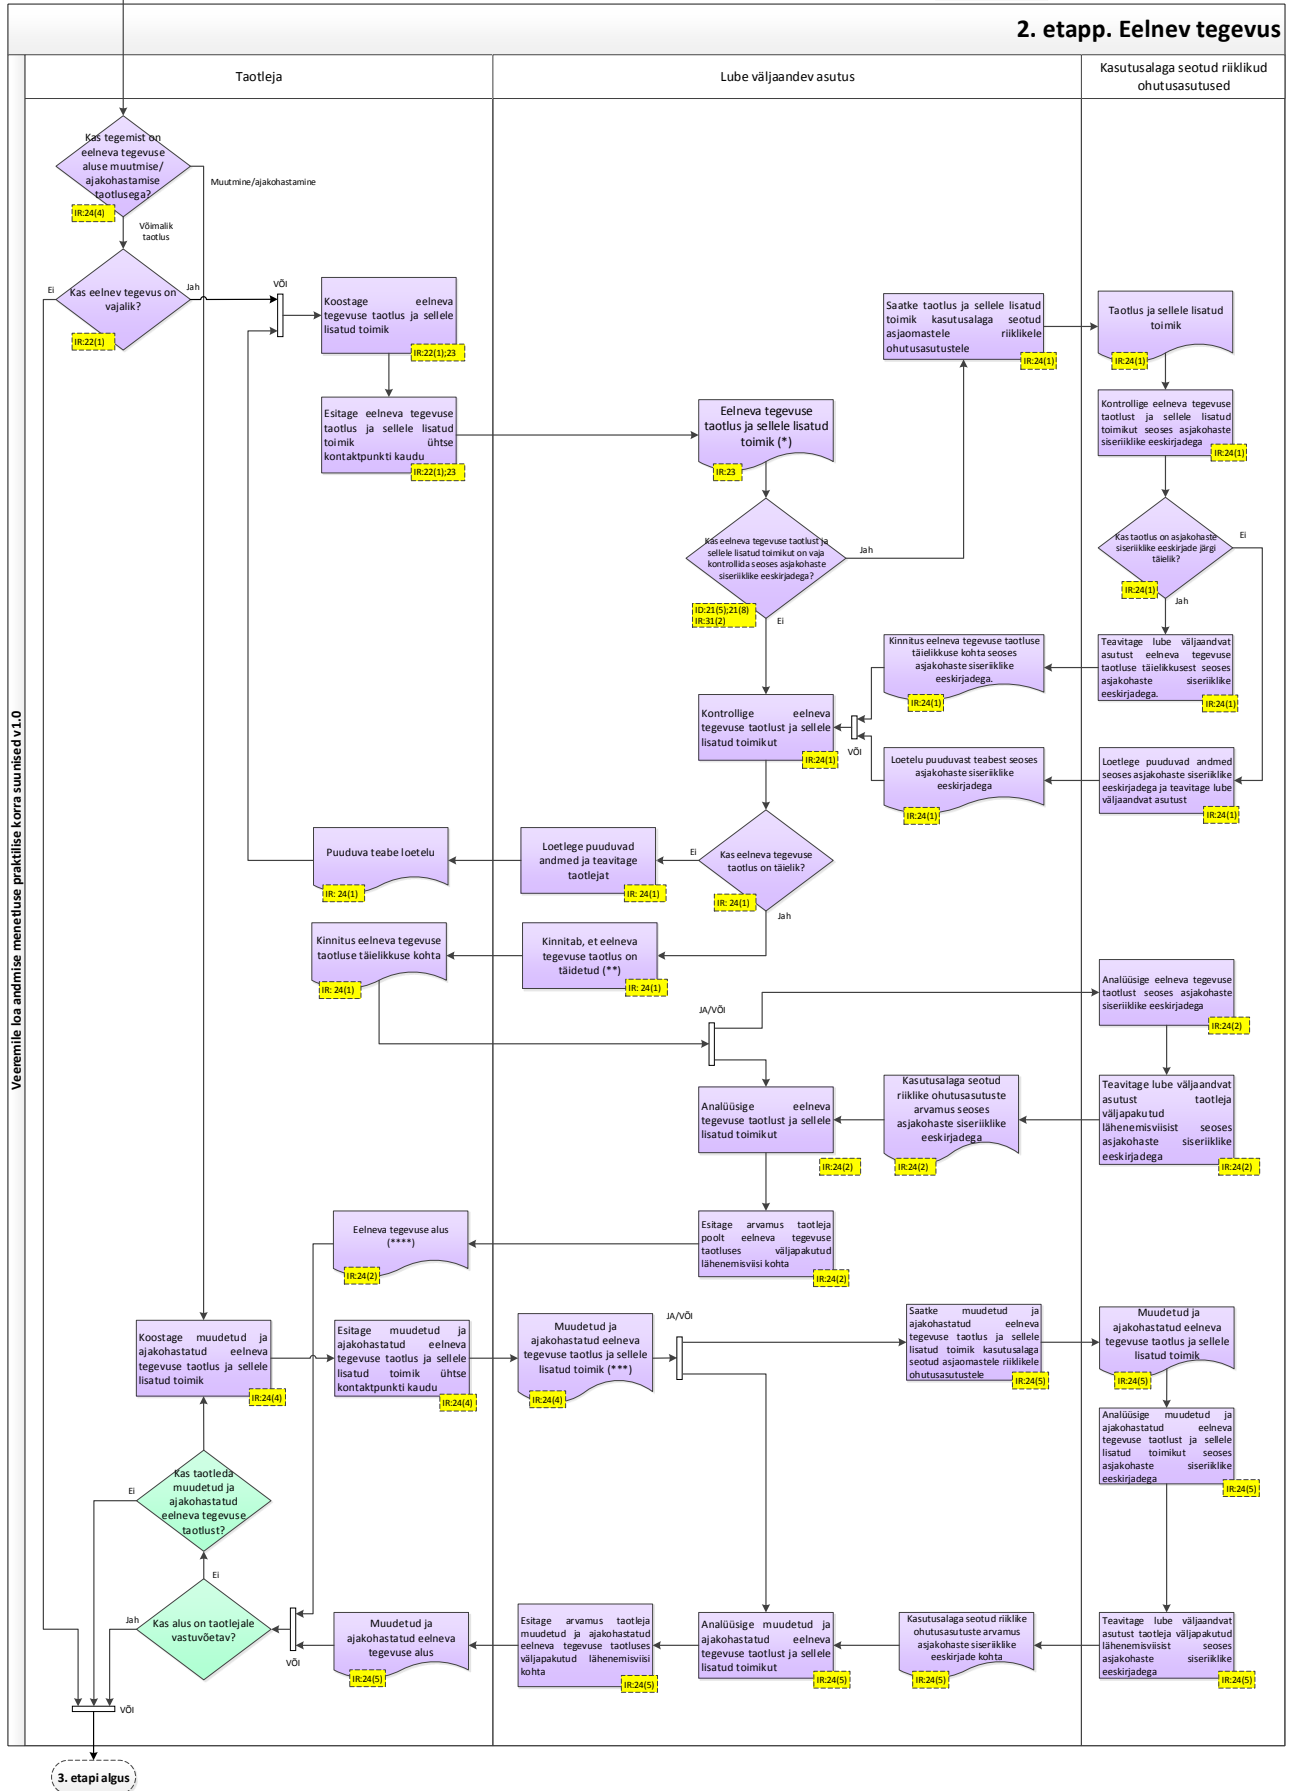 2. etapp. Eelnev tegevus
Taotleja
Lube väljaandev asutus
Kasutusalaga seotud riiklikud
ohutusasutused
Veeremile loa andmise menetluse praktilise korra suunised v 1.0
Kas tegemist on
eelneva tegevuse
aluse muutmise/
ajakohastamise
taotlusega?
IR:24(4)
Muutmine/ajakohastamine
Võimalik
taotlus
Kas eelnev tegevus on
vajalik?
IR:22(1)
Ei
Jah
VÕI
Koostage eelneva
tegevuse taotlus ja sellele
lisatud toimik
IR:22(1);23
Esitage eelneva tegevuse
taotlus ja sellele lisatud
toimik ühtse
kontaktpunkti kaudu
IR:22(1);23
Eelneva tegevuse
taotlus ja sellele lisatud
toimik (*)
IR:23
Kas eelneva tegevuse taotlust ja
sellele lisatud toimikut on vaja
kontrollida seoses asjakohaste
siseriiklike eeskirjadega?
ID:21(5);21(8)
IR:31(2)
Jah
Ei
Saatke taotlus ja sellele lisatud
toimik kasutusalaga seotud
asjaomastele riiklikele
ohutusasutustele
IR:24(1)
Taotlus ja sellele lisatud
toimik
IR:24(1)
Kontrollige eelneva tegevuse
taotlust ja sellele lisatud
toimikut seoses asjakohaste
siseriiklike eeskirjadega
IR:24(1)
Kas taotlus on asjakohaste
siseriiklike eeskirjade järgi
täielik?
IR:24(1)
Ei
Jah
Teavitage lube väljaandvat
asutust eelneva tegevuse
taotluse täielikkusest seoses
asjakohaste siseriiklike
eeskirjadega.
IR:24(1)
Kinnitus eelneva tegevuse taotluse
täielikkuse kohta seoses
asjakohaste siseriiklike
eeskirjadega.
IR:24(1)
Kontrollige eelneva
tegevuse taotlust ja sellele
lisatud toimikut
IR:24(1)
VÕI
Loetelu puuduvast teabest seoses
asjakohaste siseriiklike
eeskirjadega
IR:24(1)
Loetlege puuduvad andmed
seoses asjakohaste siseriiklike
eeskirjadega ja teavitage lube
väljaandvat asutust
IR:24(1)
Kas eelneva tegevuse
taotlus on täielik?
IR: 24(1)
Ei
Jah
Loetlege puuduvad
andmed ja teavitage
taotlejat
IR: 24(1)
Puuduva teabe loetelu
IR: 24(1)
Kinnitab, et eelneva
tegevuse taotlus on
täidetud (**)
IR: 24(1)
Kinnitus eelneva tegevuse
taotluse täielikkuse kohta
IR: 24(1)
JA/VÕI
Analüüsige eelneva tegevuse
taotlust seoses asjakohaste
siseriiklike eeskirjadega
IR:24(2)
Teavitage lube väljaandvat
asutust taotleja
väljapakutud
lähenemisviisist seoses
asjakohaste siseriiklike
eeskirjadega
IR:24(2)
Kasutusalaga seotud
riiklike ohutusasutuste
arvamus seoses
asjakohaste siseriiklike
eeskirjadega
IR:24(2)
Analüüsige eelneva
tegevuse taotlust ja sellele
lisatud toimikut
IR:24(2)
Esitage arvamus taotleja
poolt eelneva tegevuse
taotluses väljapakutud
lähenemisviisi kohta
IR:24(2)
Eelneva tegevuse alus
(****)
IR:24(2)
Koostage muudetud ja
ajakohastatud eelneva
tegevuse taotlus ja sellele
lisatud toimik
IR:24(4)
Esitage muudetud ja
ajakohastatud eelneva
tegevuse taotlus ja sellele
lisatud toimik ühtse
kontaktpunkti kaudu
IR:24(4)
Muudetud ja
ajakohastatud eelneva
tegevuse taotlus ja sellele
lisatud toimik (***)
IR:24(4)
JA/VÕI
Saatke muudetud ja
ajakohastatud eelneva
tegevuse taotlus ja sellele
lisatud toimik kasutusalaga
seotud asjaomastele riiklikele
ohutusasutustele
IR:24(5)
Muudetud ja
ajakohastatud eelneva
tegevuse taotlus ja sellele
lisatud toimik
IR:24(5)
Analüüsige muudetud ja
ajakohastatud eelneva
tegevuse taotlust ja sellele
lisatud toimikut seoses
asjakohaste siseriiklike
eeskirjadega
IR:24(5)
Kas taotleda
muudetud ja
ajakohastatud
eelneva tegevuse
taotlust?
Ei
Ei
Kas alus on taotlejale
vastuvõetav?
Jah
VÕI
Muudetud ja
ajakohastatud eelneva
tegevuse alus
IR:24(5)
Esitage arvamus taotleja
muudetud ja ajakohastatud
eelneva tegevuse taotluses
väljapakutud lähenemisviisi
kohta
IR:24(5)
Analüüsige muudetud ja
ajakohastatud eelneva
tegevuse taotlust ja sellele
lisatud toimikut
IR:24(5)
Kasutusalaga seotud riiklike
ohutusasutuste arvamus
asjakohaste siseriiklike
eeskirjade kohta
IR:24(5)
Teavitage lube väljaandvat
asutust taotleja väljapakutud
lähenemisviisist seoses
asjakohaste siseriiklike
eeskirjadega
IR:24(5)
VÕI
3. etapi algus